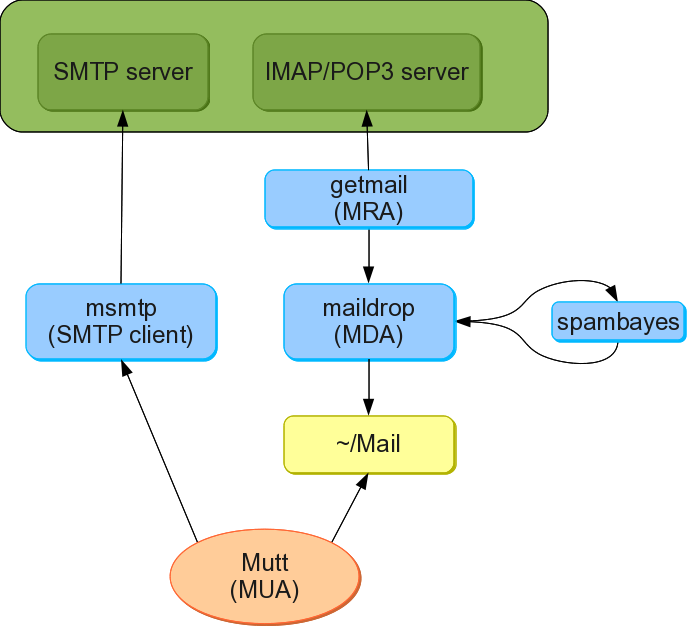 SMTP server
IMAP/POP3 server
getmail
(MRA)
msmtp
(SMTP client)
maildrop
(MDA)
spambayes
~/Mail
Mutt
(MUA)